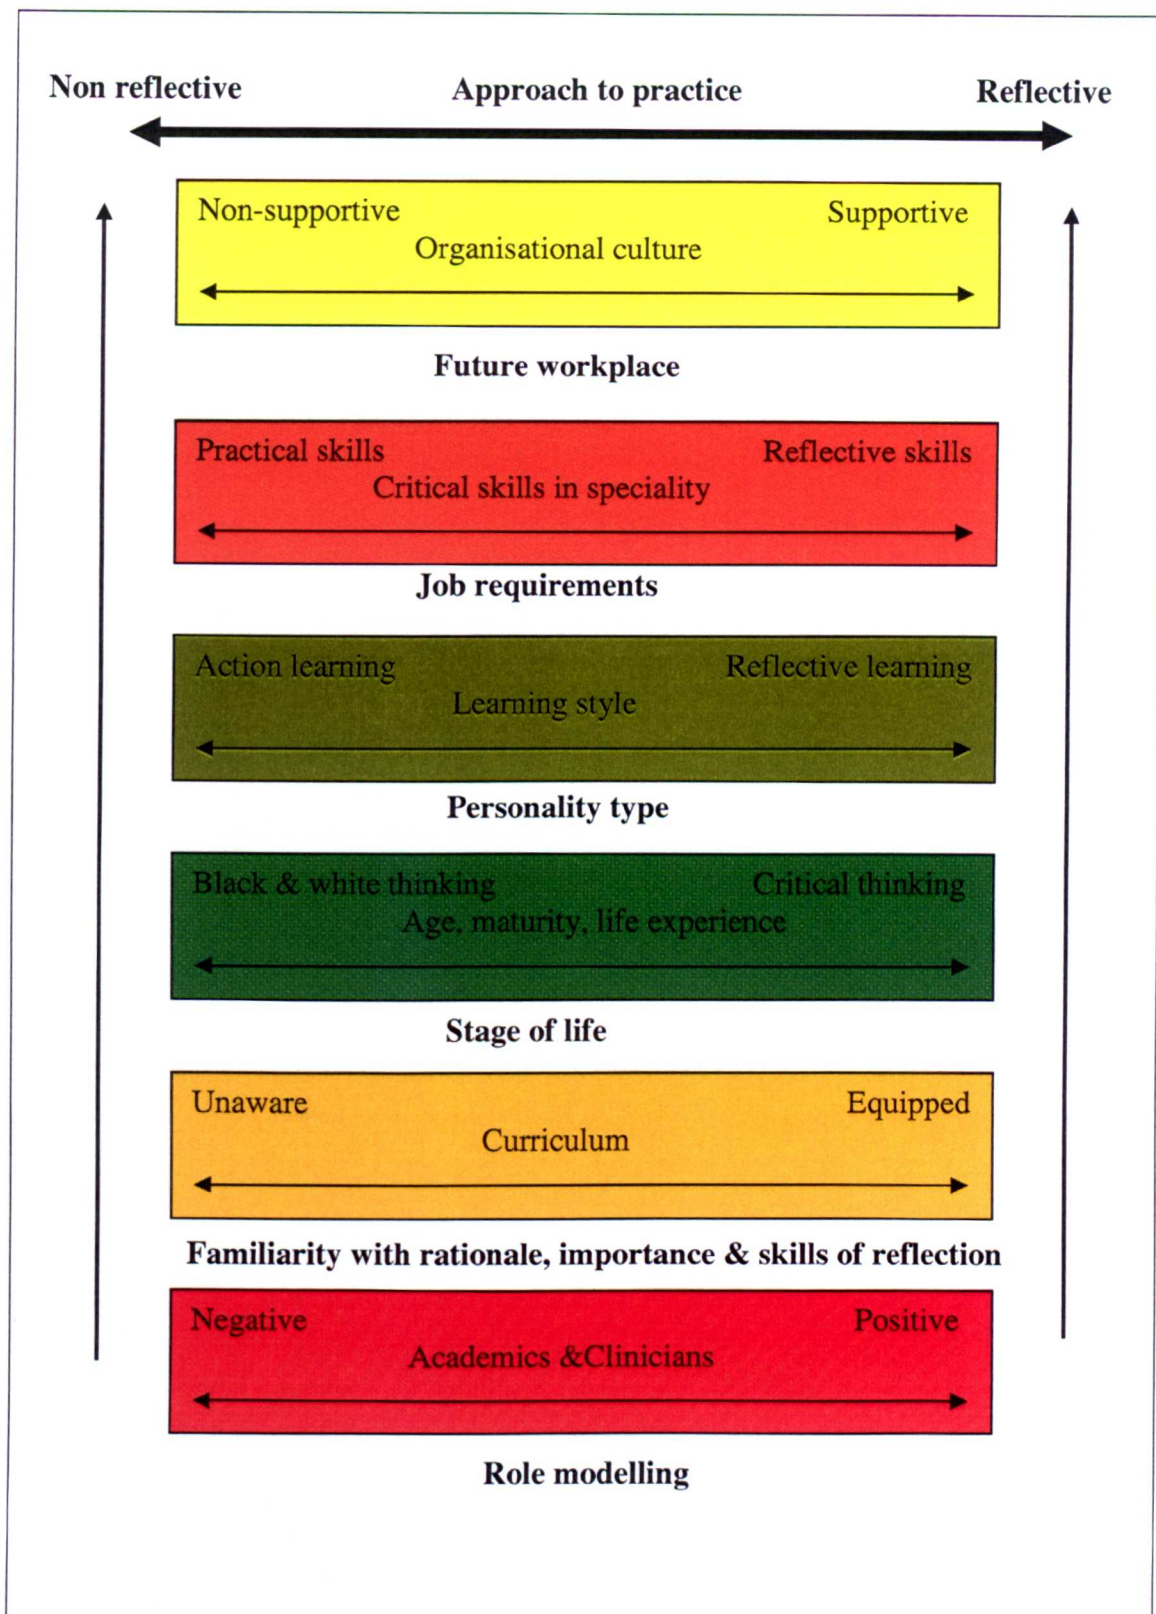 Non reflective Approach to practice Reflective
Non-supportive Supportive
Organisational culture
Future workplace
Practical skills Reflective skills
Critical skills in speciality
Job requirements
Action learning Reflective learning
Learning style
Personality type
Black & white thinking Critical thinking
Age, maturity, life experience
Stage of life
Unaware Equipped
Curriculum
Familiarity with rationale, importance & skills of reflection
Negative Positive
Academics &Clinicians
Role modelling